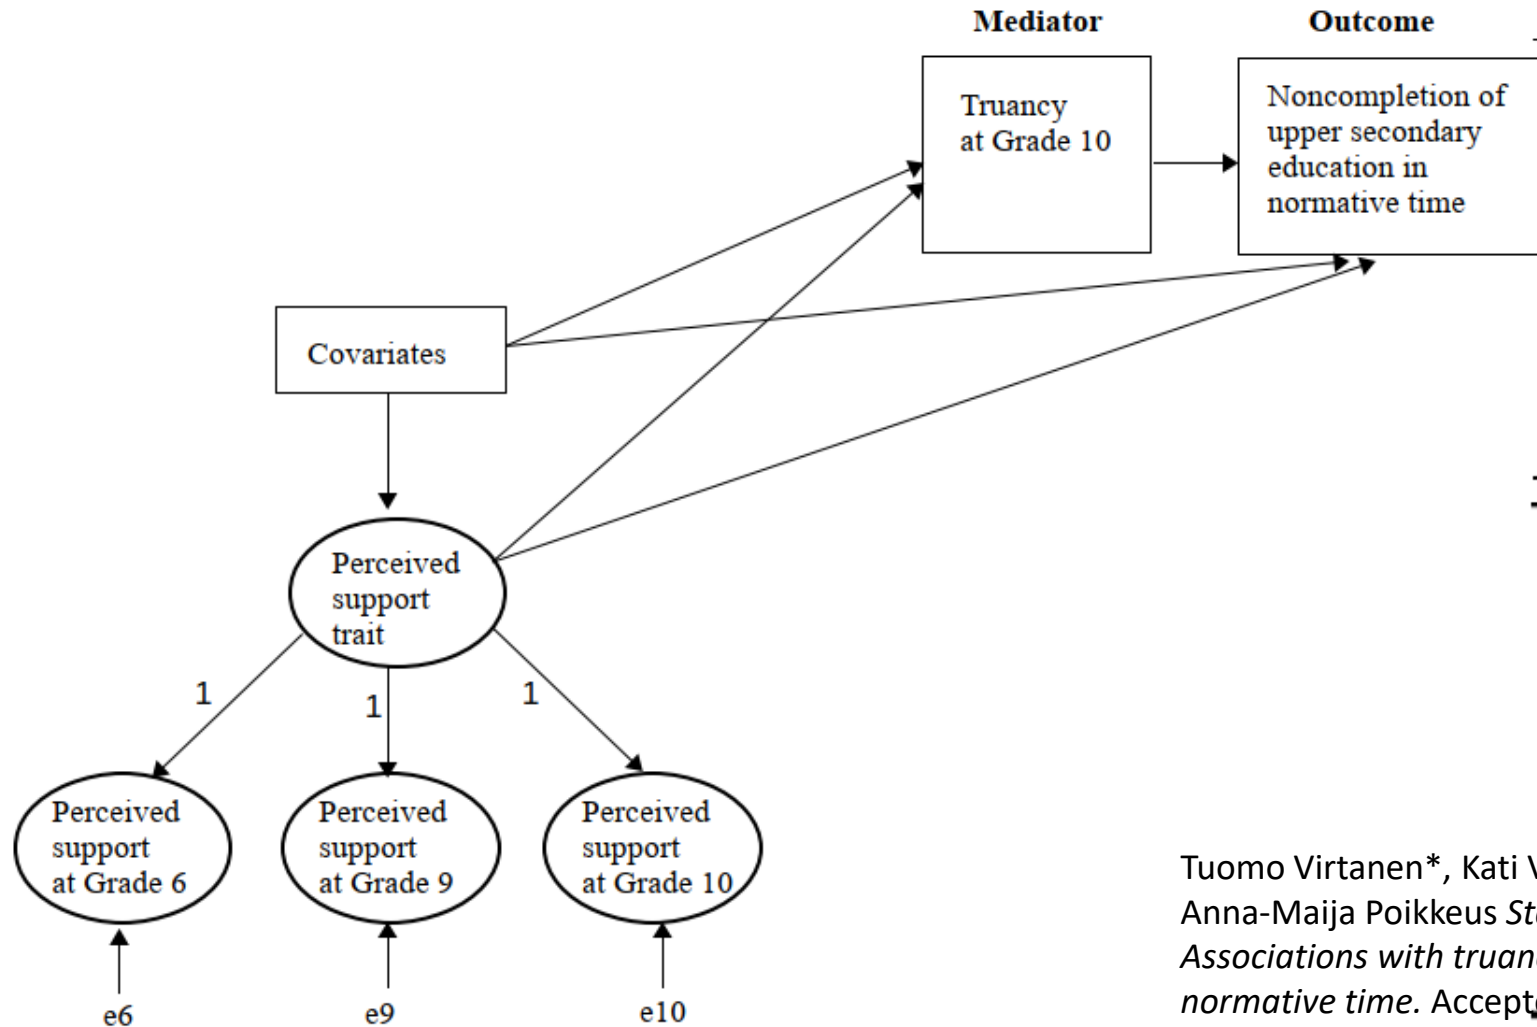 Mediator
Outcome
Truancy
at Grade 10
Noncompletion of
upper secondary
education in
normative time
Covariates
Perceived
support
trait
1
1
1
Perceived
support
at Grade 6
Perceived
support
at Grade 9
Perceived
support
at Grade 10
e6
e9
e10
Tuomo Virtanen*, Kati
Anna-Maija Poikkeus
Associations with
normative time.